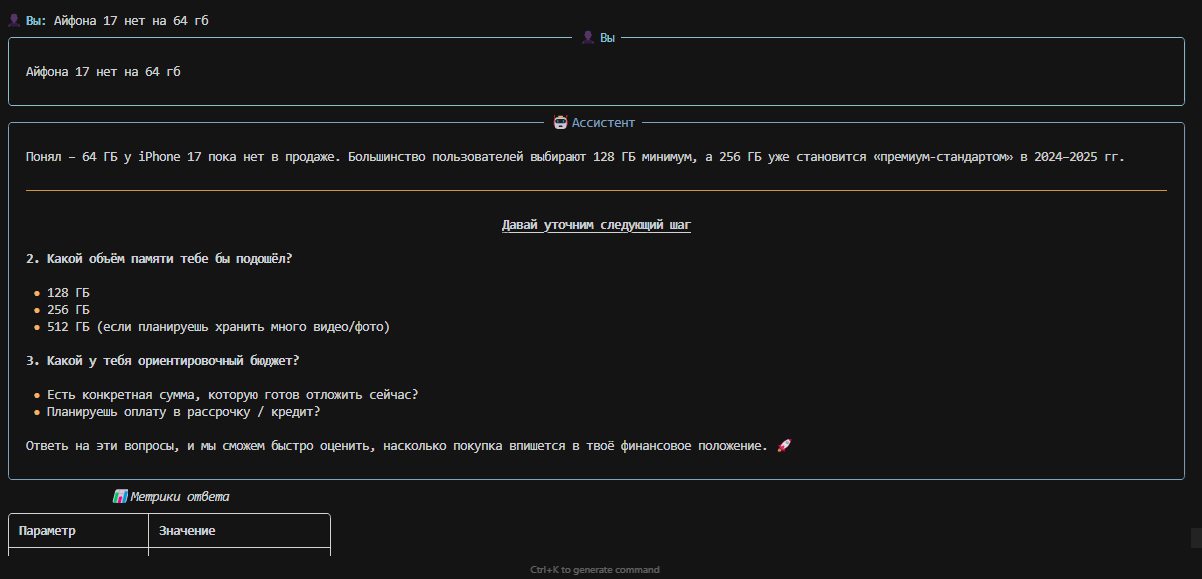 Вы: Айфона 17 нет на 64 гб
Вы
Айфона 17 нет на 64 гб
Ассистент
Понял – 64 ГБ у iPhone 17 пока нет в продаже. Большинство пользователей выбирают 128 ГБ минимум, а 256 ГБ уже становится «премиум-стандартом» в 2024–2025 гг.
Давай уточним следующий шаг
2. Какой объём памяти тебе бы подошёл?
• 128 ГБ
• 256 ГБ
• 512 ГБ (если планируешь хранить много видео/фото)
3. Какой у тебя ориентировочный бюджет?
• Есть конкретная сумма, которую готов отложить сейчас?
• Планируешь оплату в рассрочку / кредит?
Ответь на эти вопросы, и мы сможем быстро оценить, насколько покупка впишется в твоё финансовое положение. 🚀
Метрики ответа
Параметр Значение
Ctrl+K to generate command